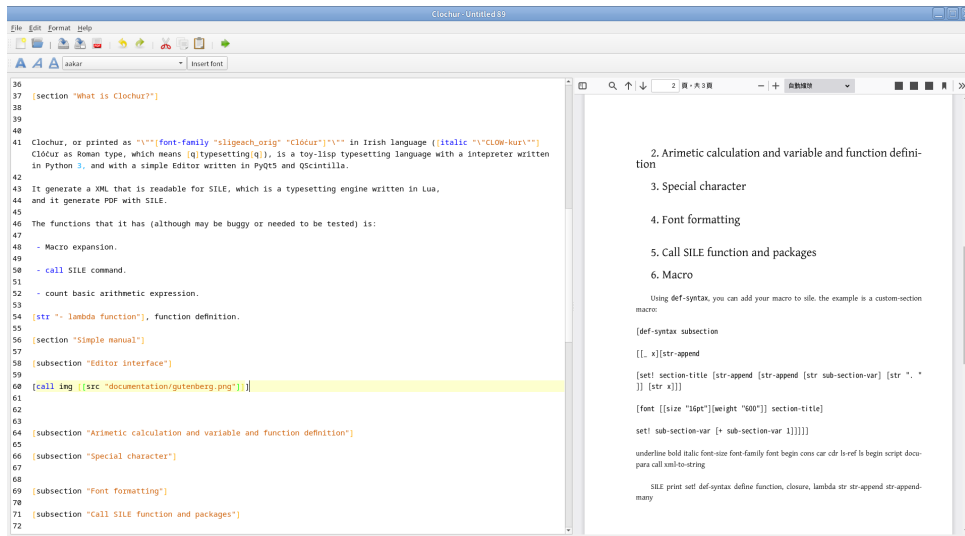 Clochur - Untitled 89
File Edit Format Help
A A A aakar Insert font
36
37 [section "What is Clochur?"]
38
39
40
41 Clochur, or printed as "\""[font-family "sligeach_orig" "Clóċur"]"\"" in Irish language ([italic "\"CLOW-kur\""]
Clóċur as Roman type, which means [q]typesetting[q]), is a toy-lisp typesetting language with a intepreter written
in Python 3, and with a simple Editor written in PyQt5 and QScintilla.
42
43 It generate a XML that is readable for SILE, which is a typesetting engine written in Lua,
44 and it generate PDF with SILE.
45
46 The functions that it has (although may be buggy or needed to be tested) is:
47
48 - Macro expansion.
49
50 - call SILE command.
51
52 - count basic arithmetic expression.
53
54 [str "- lambda function"], function definition.
55
56 [section "Simple manual"]
57
58 [subsection "Editor interface"]
59
60 [call img [[src "documentation/gutenberg.png"]]]
61
62
63
64 [subsection "Arimetic calculation and variable and function definition"]
65
66 [subsection "Special character"]
67
68
69 [subsection "Font formatting"]
70
71 [subsection "Call SILE function and packages"]
72
2 頁，共 3 頁
自動縮放
2. Arimetic calculation and variable and function defini-
tion
3. Special character
4. Font formatting
5. Call SILE function and packages
6. Macro
Using def-syntax, you can add your macro to sile. the example is a custom-section
macro:
[def-syntax subsection
[[_ x][str-append
[set! section-title [str-append [str-append [str sub-section-var] [str ". "
]] [str x]]]
[font [[size "16pt"][weight "600"]] section-title]
set! sub-section-var [+ sub-section-var 1]]]]]
underline bold italic font-size font-family font begin cons car cdr ls-ref ls begin script docu-
para call xml-to-string
SILE print set! def-syntax define function, closure, lambda str str-append str-append-
many